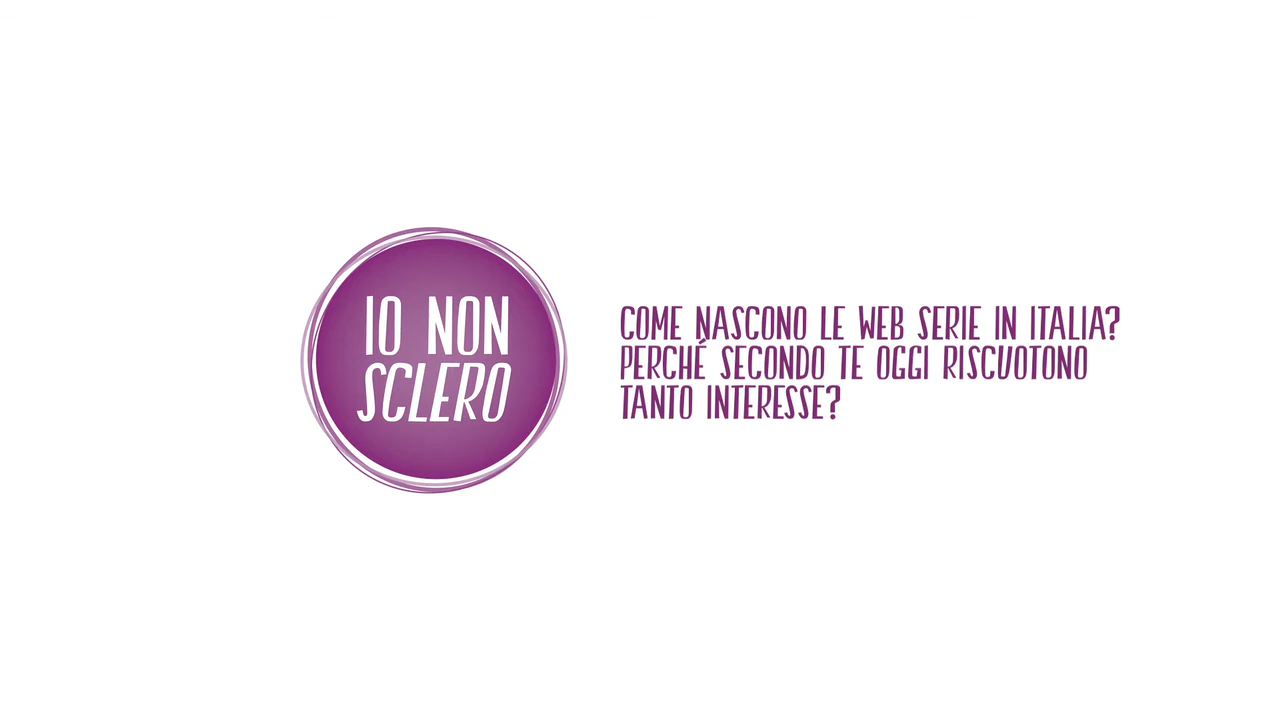 IO NON
SCLERO
COME NASCONO LE WEB SERIE IN ITALIA?
PERCHÉ SECONDO TE OGGI RISCUOTONO
TANTO INTERESSE?